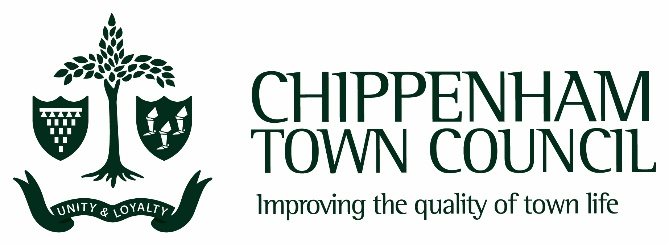 CHIPPENHAM
TOWN COUNCIL
Improving the quality of town life
UNITY & LOYALTY